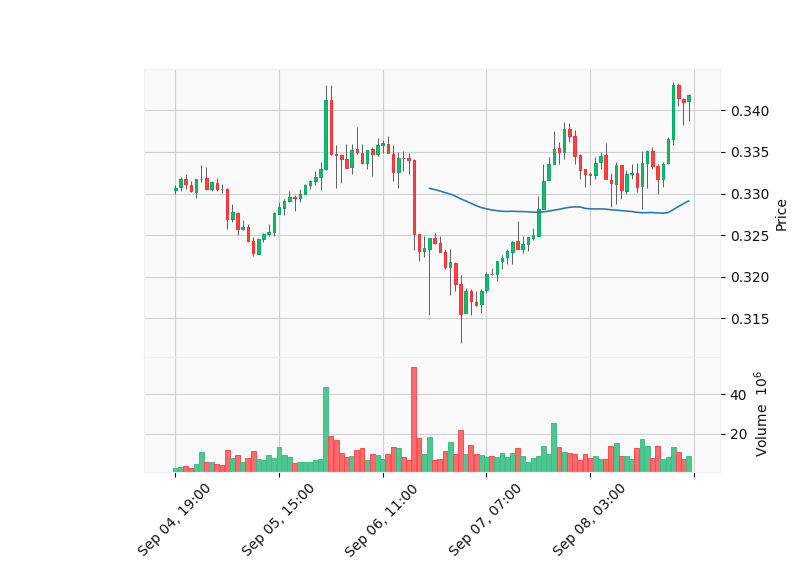 0.340
0.335
0.330
0.325
0.320
0.315
Price
40
20
Volume 10^6
Sep 04, 19:00
Sep 05, 15:00
Sep 06, 11:00
Sep 07, 07:00
Sep 08, 03:00